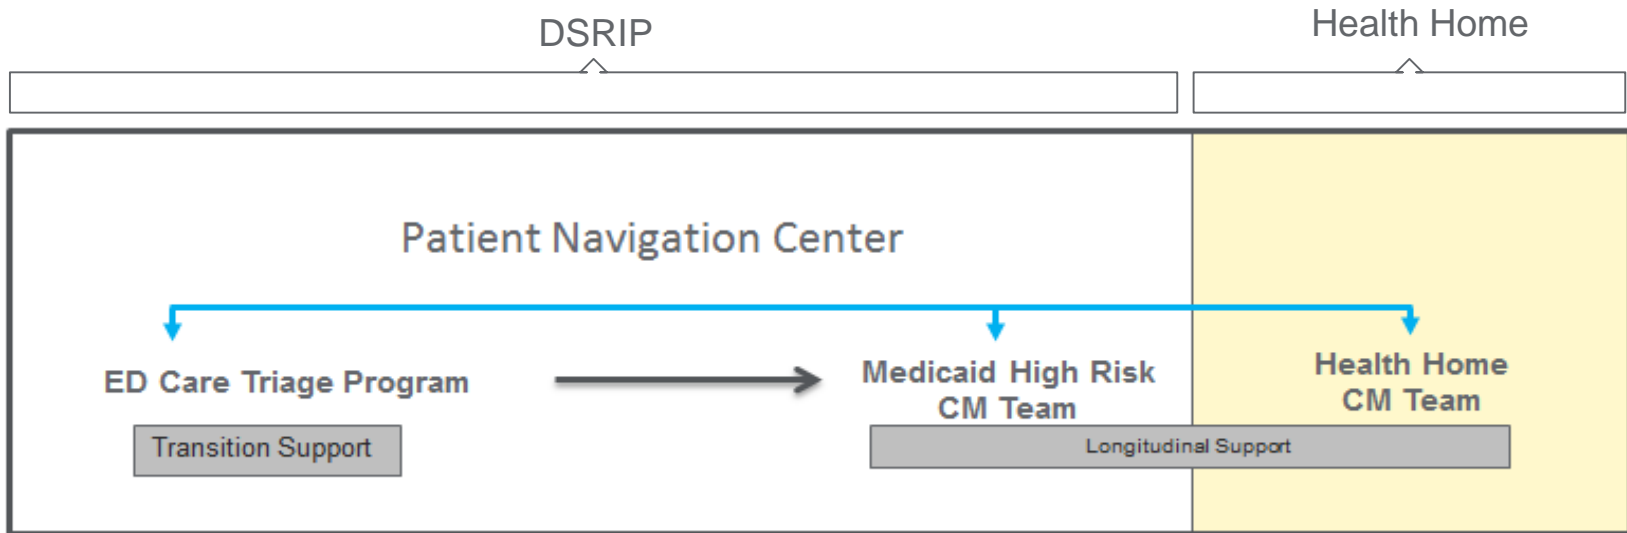 DSRIP
Health Home
Patient Navigation Center
ED Care Triage Program
Transition Support
Medicaid High Risk
CM Team
Health Home
CM Team
Longitudinal Support